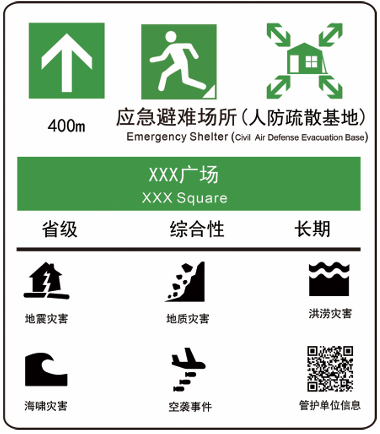 400m
应急避难场所(人防疏散基地)
Emergency Shelter (Civil Air Defense Evacuation Base)
XXX广场
XXX Square
省级 综合性 长期
地震灾害 地质灾害 洪涝灾害
海啸灾害 空袭事件 管护单位信息